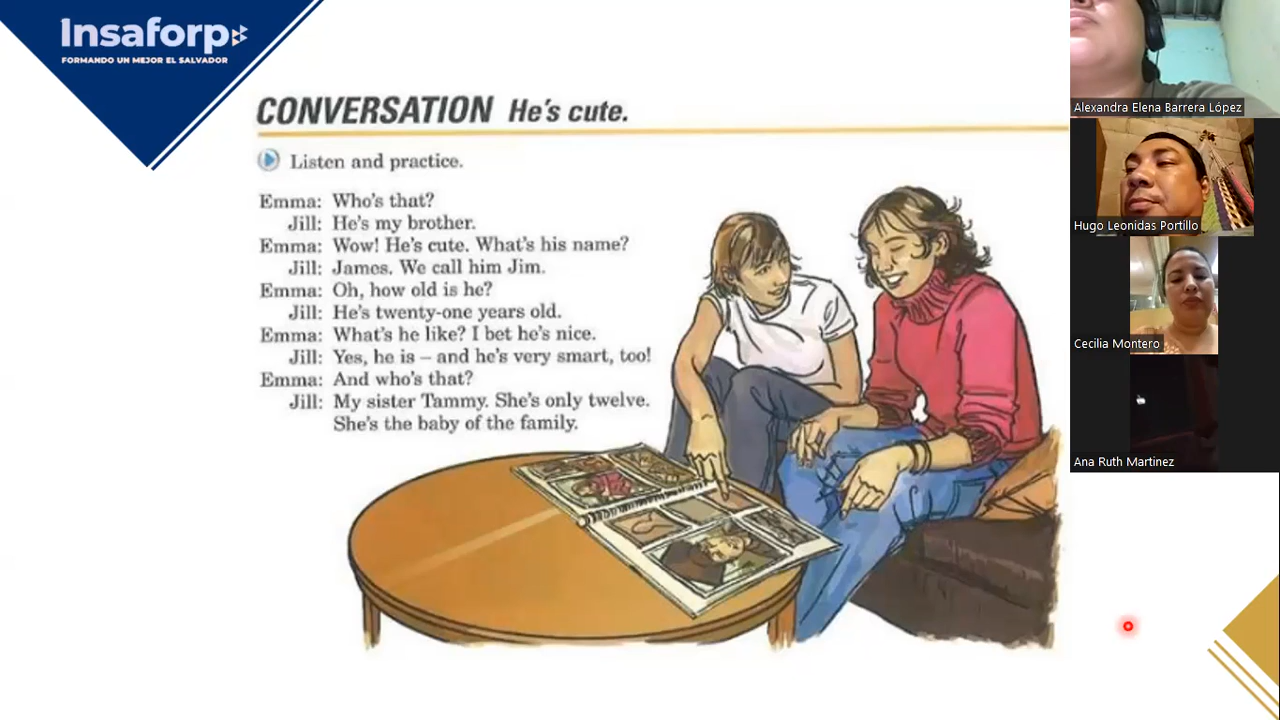 Insaforp
FORMANDO UN MEJOR EL SALVADOR
CONVERSATION He's cute.
Listen and practice.
Emma: Who's that?
Jill: He's my brother.
Emma: Wow! He's cute. What's his name?
Jill: James. We call him Jim.
Emma: Oh, how old is he?
Jill: He's twenty-one years old.
Emma: What's he like? I bet he's nice.
Jill: Yes, he is – and he's very smart, too!
Emma: And who's that?
Jill: My sister Tammy. She's only twelve.
She's the baby of the family.
Alexandra Elena Barrera López
Hugo Leonidas Portillo
Cecilia Montero
Ana Ruth Martinez